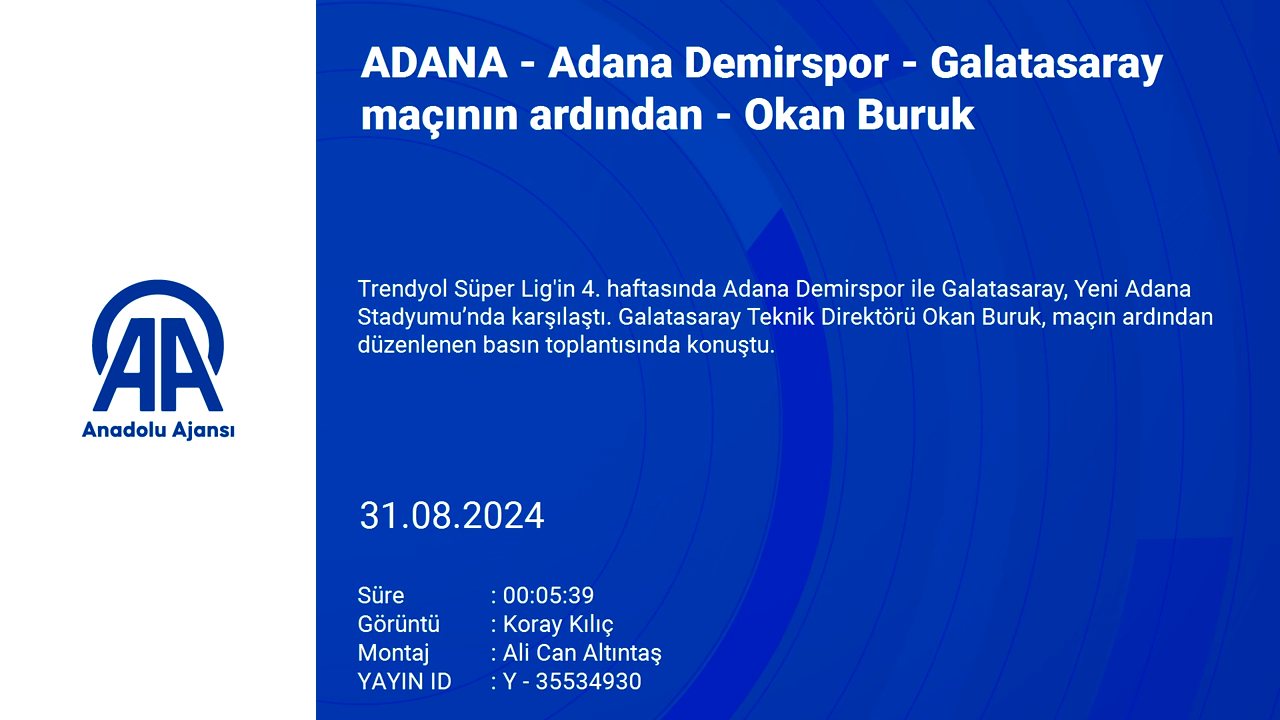 ADANA - Adana Demirspor - Galatasaray
maçının ardından - Okan Buruk
Trendyol Süper Lig'in 4. haftasında Adana Demirspor ile Galatasaray, Yeni Adana
Stadyumu’nda karşılaştı. Galatasaray Teknik Direktörü Okan Buruk, maçın ardından
düzenlenen basın toplantısında konuştu.
AA
Anadolu Ajansı
31.08.2024
Süre : 00:05:39
Görüntü : Koray Kılıç
Montaj : Ali Can Altıntaş
YAYIN ID : Y - 35534930